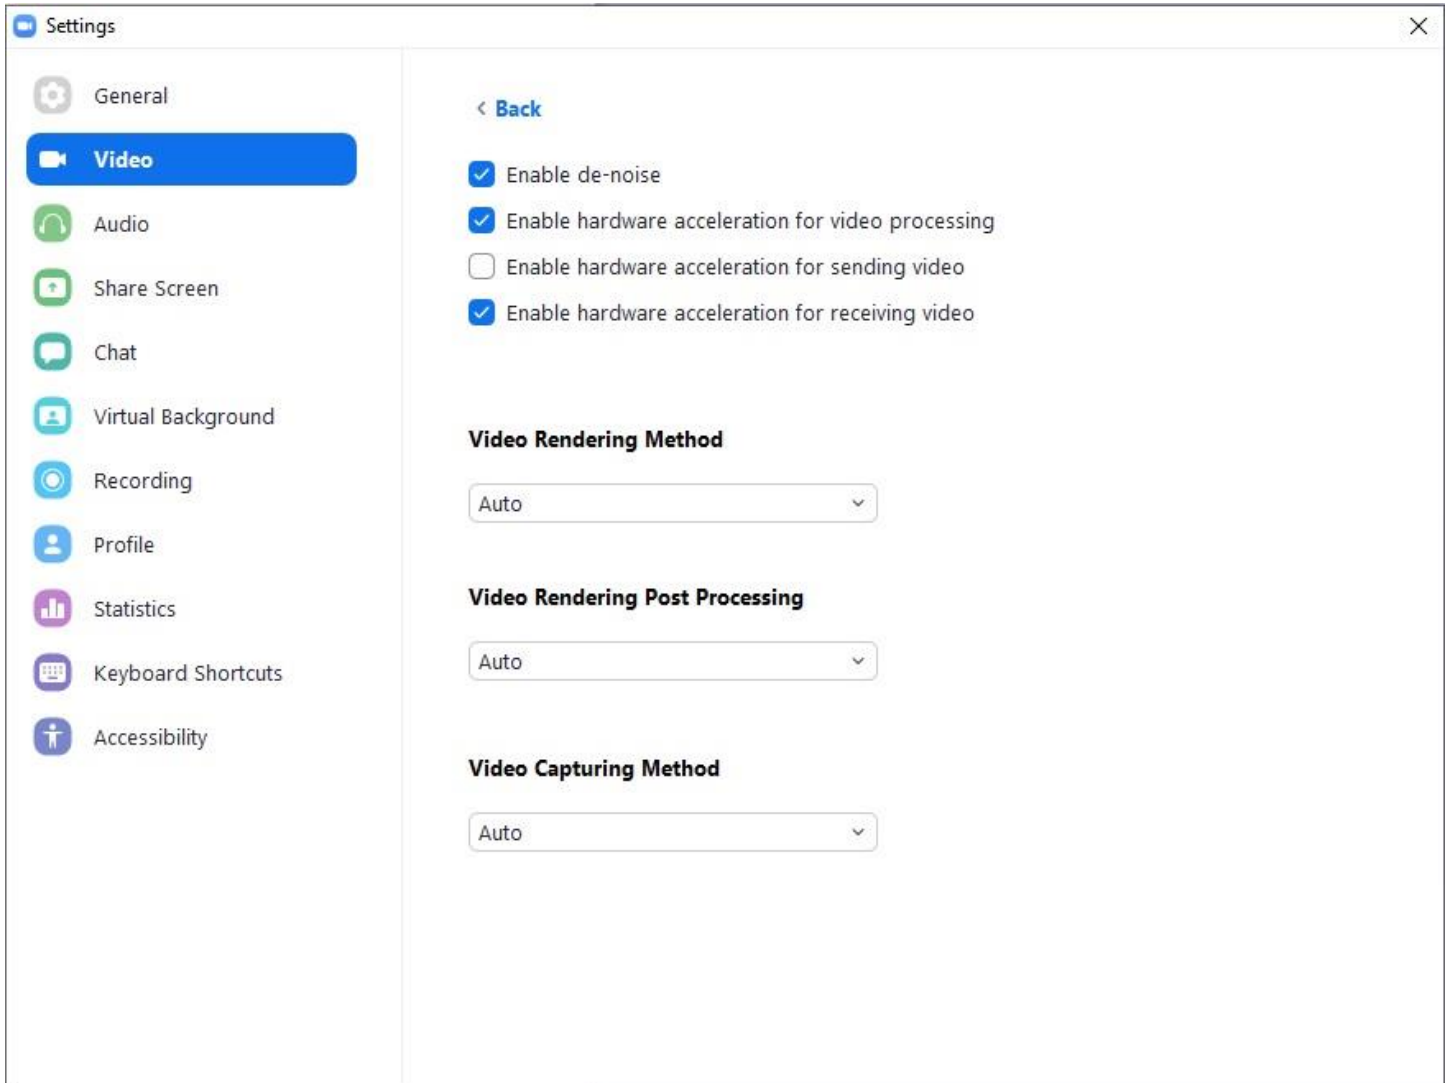 Settings
General
Video
Audio
Share Screen
Chat
Virtual Background
Recording
Profile
Statistics
Keyboard Shortcuts
Accessibility
Back
Enable de-noise
Enable hardware acceleration for video processing
Enable hardware acceleration for sending video
Enable hardware acceleration for receiving video
Video Rendering Method
Auto
Video Rendering Post Processing
Auto
Video Capturing Method
Auto